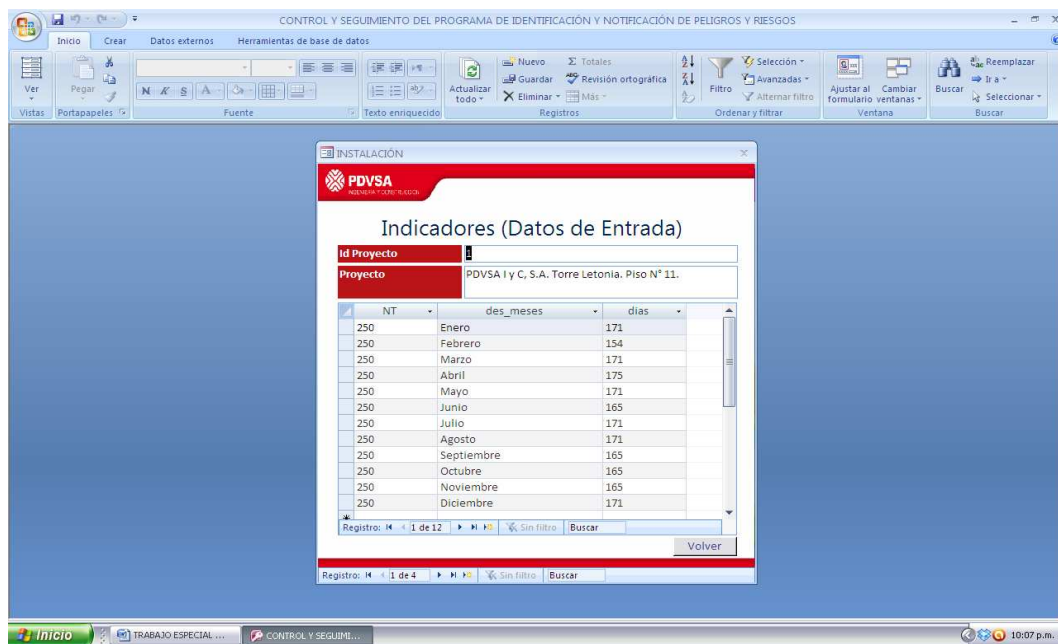 CONTROL Y SEGUIMIENTO DEL PROGRAMA DE IDENTIFICACIÓN Y NOTIFICACIÓN DE PELIGROS Y RIESGOS
Inicio Crear Datos externos Herramientas de base de datos
Ver
Pegar
N K S A
Actualizar todo
Nuevo
Guardar
Eliminar
Σ Totales
Revisión ortográfica
Más
Filtro
Selección
Avanzadas
Alternar filtro
Ajustar al formulario
Cambiar ventanas
Buscar
Reemplazar
Ir a
Seleccionar
Vistas Portapapeles Fuente Texto enriquecido Registros Ordenar y filtrar Ventana Buscar
INSTALACIÓN
PDVSA
INGENIERÍA Y CONSTRUCCIÓN
Indicadores (Datos de Entrada)
Id Proyecto 1
Proyecto PDVSA I y C, S.A. Torre Letonia. Piso N° 11.
NT des_meses dias
250 Enero 171
250 Febrero 154
250 Marzo 171
250 Abril 175
250 Mayo 171
250 Junio 165
250 Julio 171
250 Agosto 171
250 Septiembre 165
250 Octubre 165
250 Noviembre 165
250 Diciembre 171
Registro: 1 de 12 Sin filtro Buscar
Volver
Registro: 1 de 4 Sin filtro Buscar
Inicio TRABAJO ESPECIAL ... CONTROL Y SEGUIMI... 10:07 p.m.